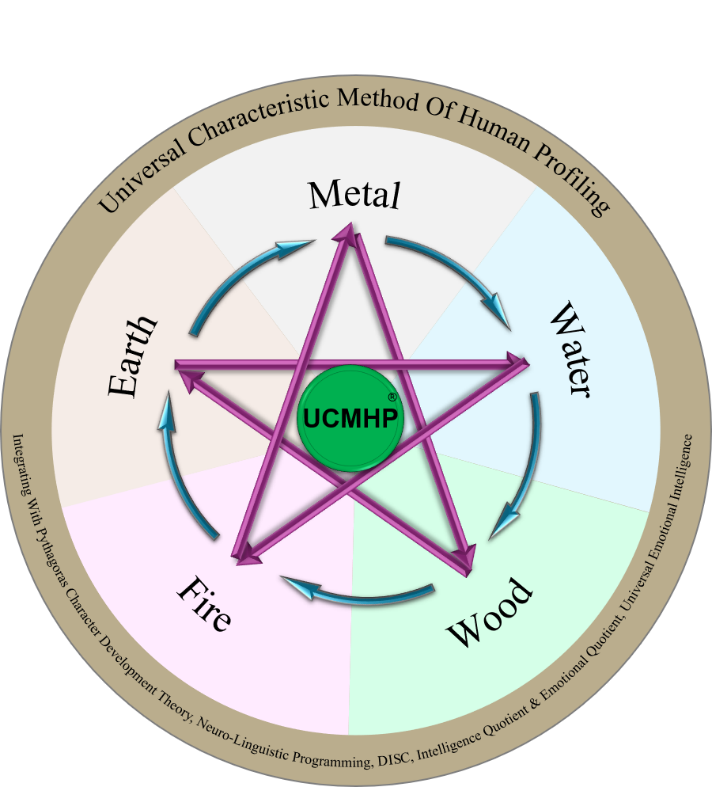 Universal Characteristic Method Of Human Profiling
Metal
Water
Earth
UCMHP®
Fire
Wood
Integrating With Pythagoras Character Development Theory, Neuro-Linguistic Programming, DISC, Intelligence Quotient & Emotional Quotient, Universal Emotional Intelligence